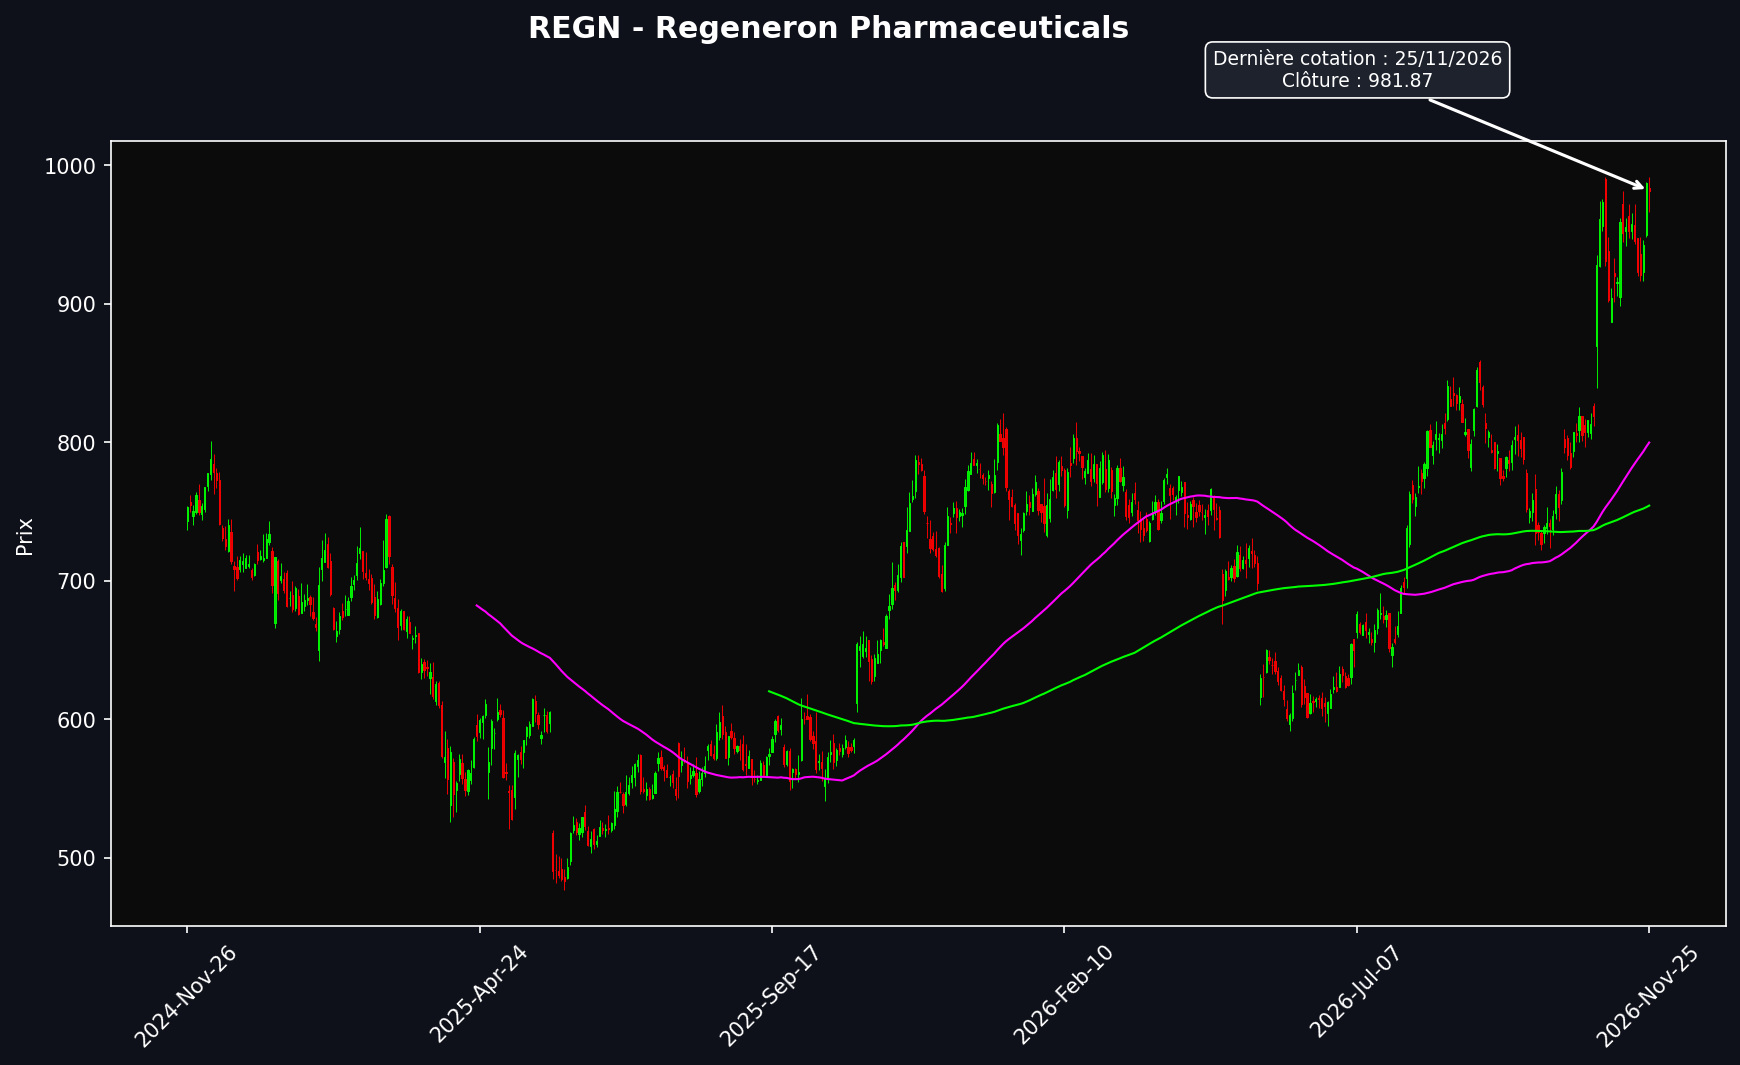 REGN - Regeneron Pharmaceuticals
Dernière cotation : 25/11/2026
Clôture : 981.87
Prix
1000
900
800
700
600
500
2024-Nov-26
2025-Apr-24
2025-Sep-17
2026-Feb-10
2026-Jul-07
2026-Nov-25